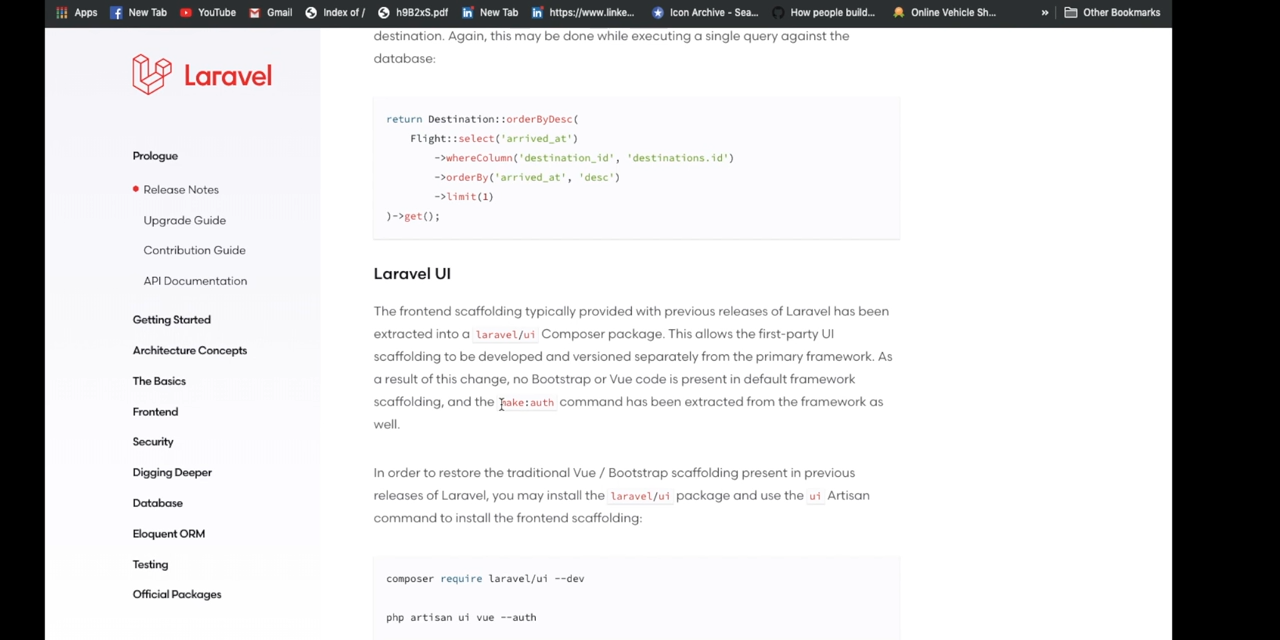 Apps New Tab YouTube Gmail Index of / h9B2xS.pdf New Tab https://www.linke... Icon Archive - Sea... How people build... Online Vehicle Sh... » Other Bookmarks
Laravel
Prologue
Release Notes
Upgrade Guide
Contribution Guide
API Documentation
Getting Started
Architecture Concepts
The Basics
Frontend
Security
Digging Deeper
Database
Eloquent ORM
Testing
Official Packages
destination. Again, this may be done while executing a single query against the
database:
return Destination::orderByDesc(
Flight::select('arrived_at')
->whereColumn('destination_id', 'destinations.id')
->orderBy('arrived_at', 'desc')
->limit(1)
)->get();
Laravel UI
The frontend scaffolding typically provided with previous releases of Laravel has been
extracted into a laravel/ui Composer package. This allows the first-party UI
scaffolding to be developed and versioned separately from the primary framework. As
a result of this change, no Bootstrap or Vue code is present in default framework
scaffolding, and the make:auth command has been extracted from the framework as
well.
In order to restore the traditional Vue / Bootstrap scaffolding present in previous
releases of Laravel, you may install the laravel/ui package and use the ui Artisan
command to install the frontend scaffolding:
composer require laravel/ui --dev
php artisan ui vue --auth